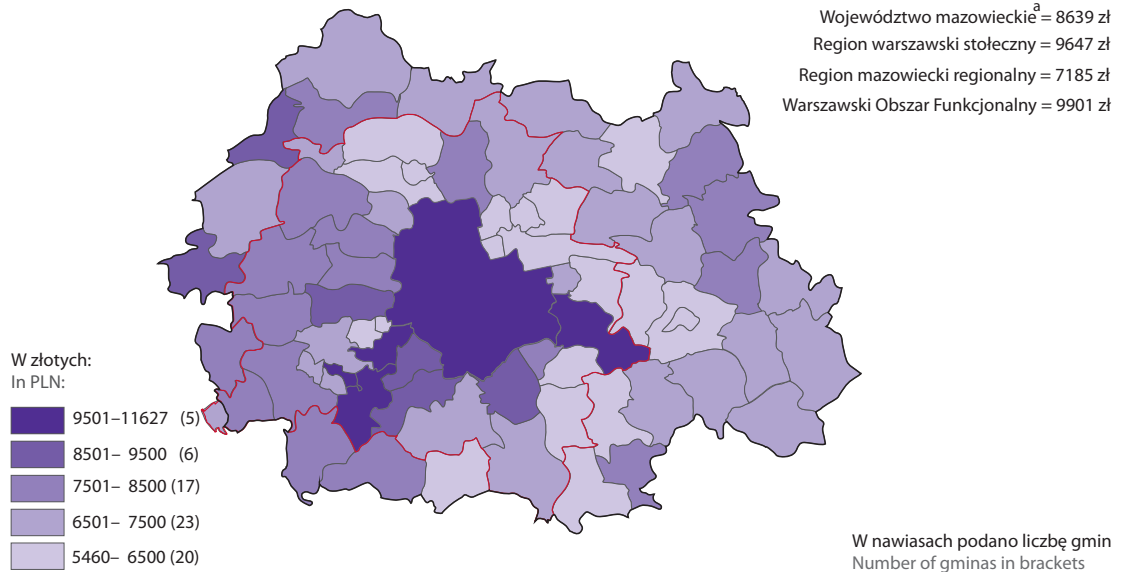 Województwo mazowieckie a = 8639 zł
Region warszawski stołeczny = 9647 zł
Region mazowiecki regionalny = 7185 zł
Warszawski Obszar Funkcjonalny = 9901 zł
W złotych:
In PLN:
9501–11627 (5)
8501– 9500 (6)
7501– 8500 (17)
6501– 7500 (23)
5460– 6500 (20)
W nawiasach podano liczbę gmin
Number of gminas in brackets